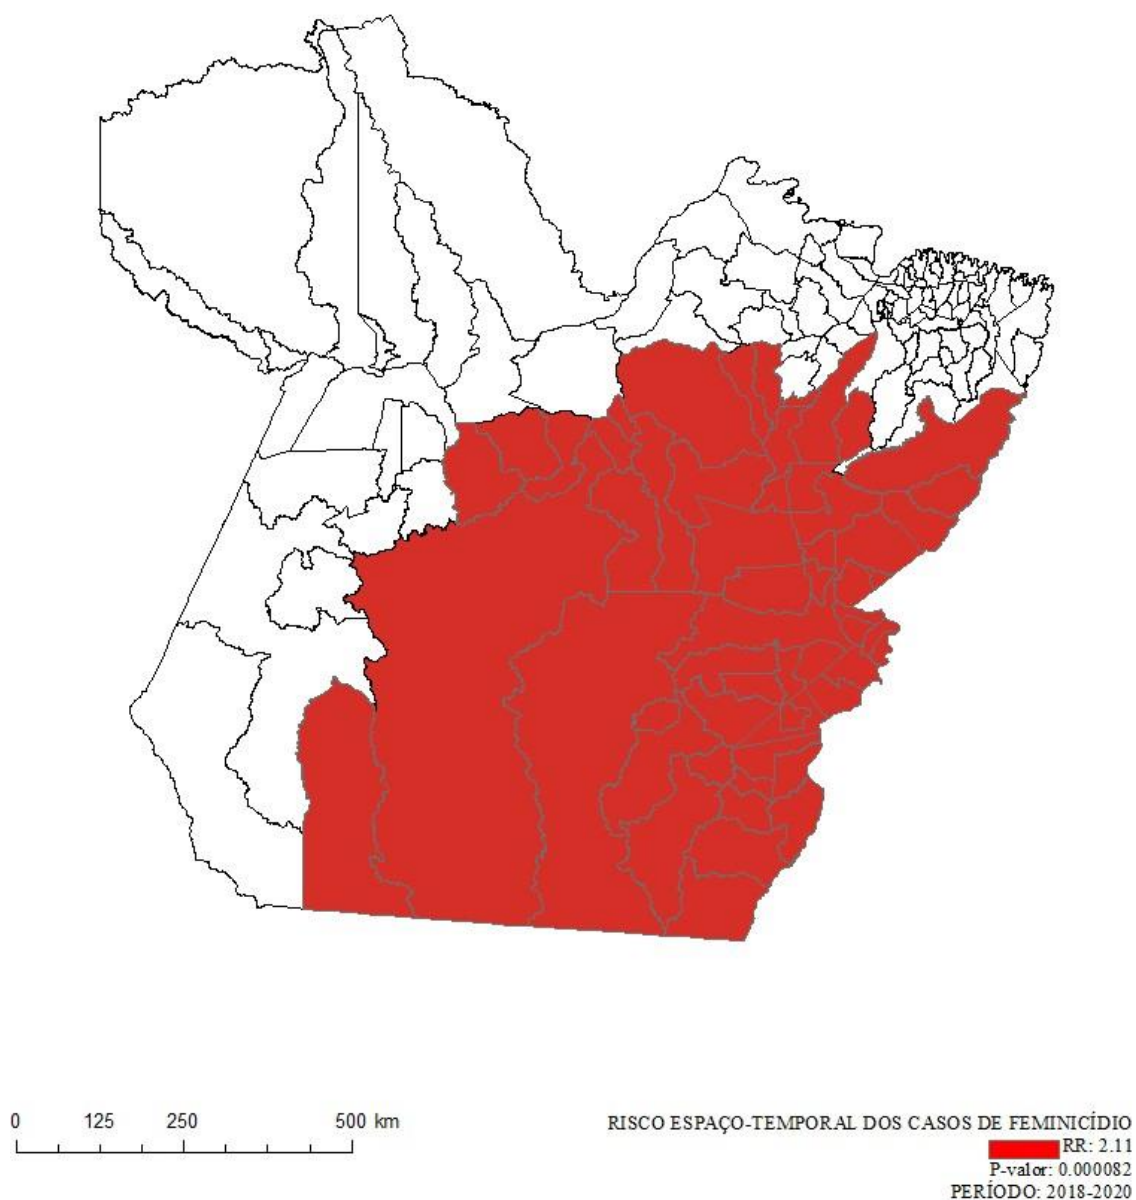 0 125 250 500 km
RISCO ESPAÇO-TEMPORAL DOS CASOS DE FEMINICÍDIO
RR: 2.11
P-valor: 0.000082
PERÍODO: 2018-2020